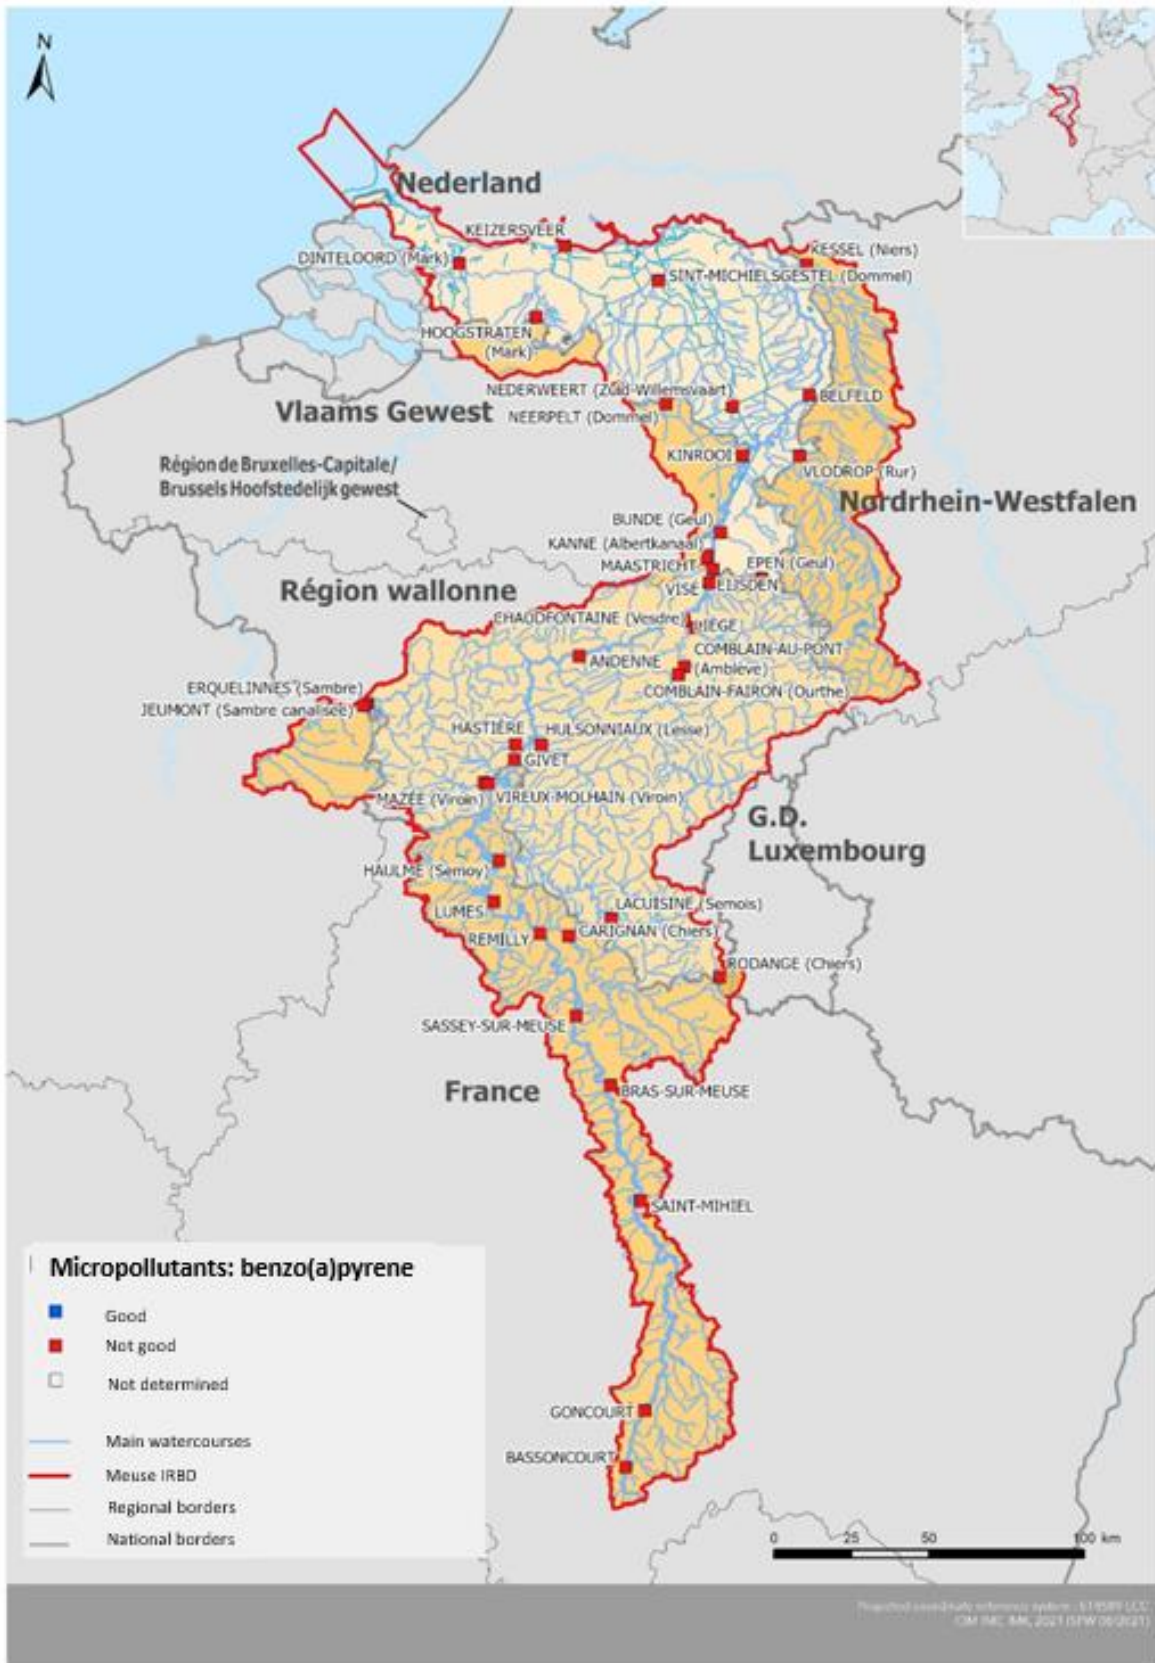 N
Nederland
KEIZERSVEER
DINTELOORD (Mark)
KESSEL (Niers)
SINT-MICHIELSGESTEL (Dommel)
HOOGSTRATEN
(Mark)
NEDERWEERT (Zuid-Willemsvaart)
BELFELD
Vlaams Gewest
NEERPELT (Dommel)
KINROOI
VLODROP (Rur)
Région de Bruxelles-Capitale/
Brussels Hoofstedelijk gewest
Nordrhein-Westfalen
BUNDE (Geul)
KANNE (Albertkanaal)
MAASTRICHT
EPEN (Geul)
VISE
EIJSDEN
Région wallonne
CHAUDFONTAINE (Vesdre)
LIEGE
COMBLAIN-AU-PONT
(Amblève)
ANDENNE
COMBLAIN-FAIRON (Ourthe)
ERQUELINNES (Sambre)
JEUMONT (Sambre canalisée)
HASTIÈRE
HULSONNIAUX (Lesse)
GIVET
MAZÉE (Viroin)
VIREUX-MOLHAIN (Viroin)
G.D.
Luxembourg
HAULMÉ (Semoy)
LUMES
LACUISINE (Semois)
REMILLY
CARIGNAN (Chiers)
RODANGE (Chiers)
SASSEY-SUR-MEUSE
France
BRAS-SUR-MEUSE
SAINT-MIHIEL
GONCOURT
BASSONCOURT
Micropollutants: benzo(a)pyrene
Good
Not good
Not determined
Main watercourses
Meuse IRBD
Regional borders
National borders
0 25 50 100 km